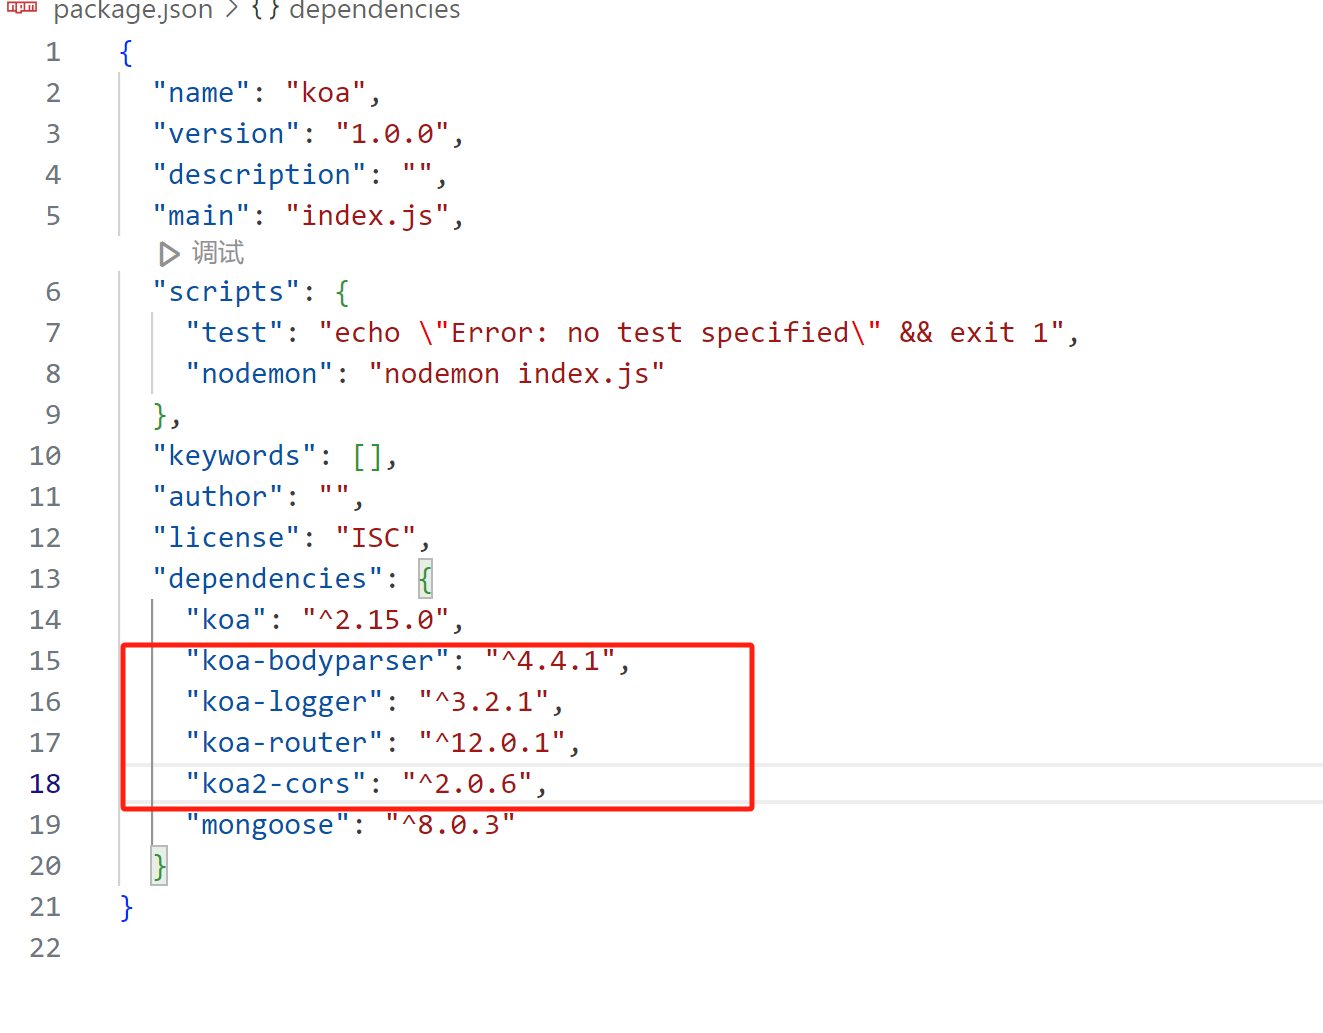 package.json > {} dependencies
1 {
2 "name": "koa",
3 "version": "1.0.0",
4 "description": "",
5 "main": "index.js",
调试
6 "scripts": {
7 "test": "echo \"Error: no test specified\" && exit 1",
8 "nodemon": "nodemon index.js"
9 },
10 "keywords": [],
11 "author": "",
12 "license": "ISC",
13 "dependencies": {
14 "koa": "^2.15.0",
15 "koa-bodyparser": "^4.4.1",
16 "koa-logger": "^3.2.1",
17 "koa-router": "^12.0.1",
18 "koa2-cors": "^2.0.6",
19 "mongoose": "^8.0.3"
20 }
21 }
22